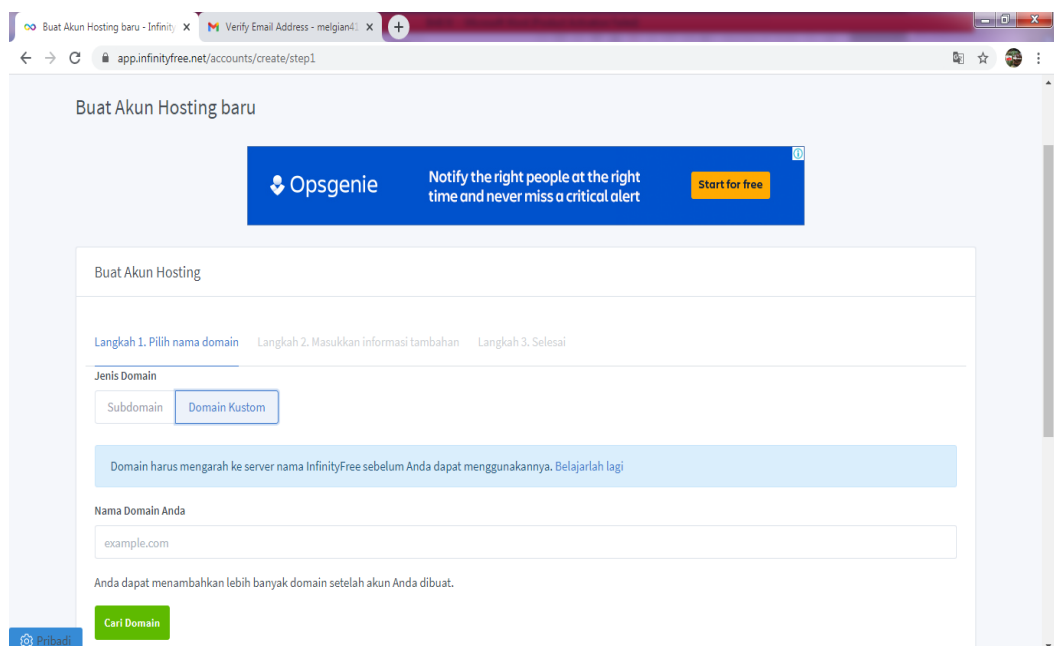 Buat Akun Hosting baru - Infinity
Verify Email Address - melgian41
app.infinityfree.net/accounts/create/step1
Buat Akun Hosting baru
Opsgenie
Notify the right people at the right
time and never miss a critical alert
Start for free
Buat Akun Hosting
Langkah 1. Pilih nama domain Langkah 2. Masukkan informasi tambahan Langkah 3. Selesai
Jenis Domain
Subdomain Domain Kustom
Domain harus mengarah ke server nama InfinityFree sebelum Anda dapat menggunakannya. Belajarlah lagi
Nama Domain Anda
example.com
Anda dapat menambahkan lebih banyak domain setelah akun Anda dibuat.
Cari Domain
Pribadi